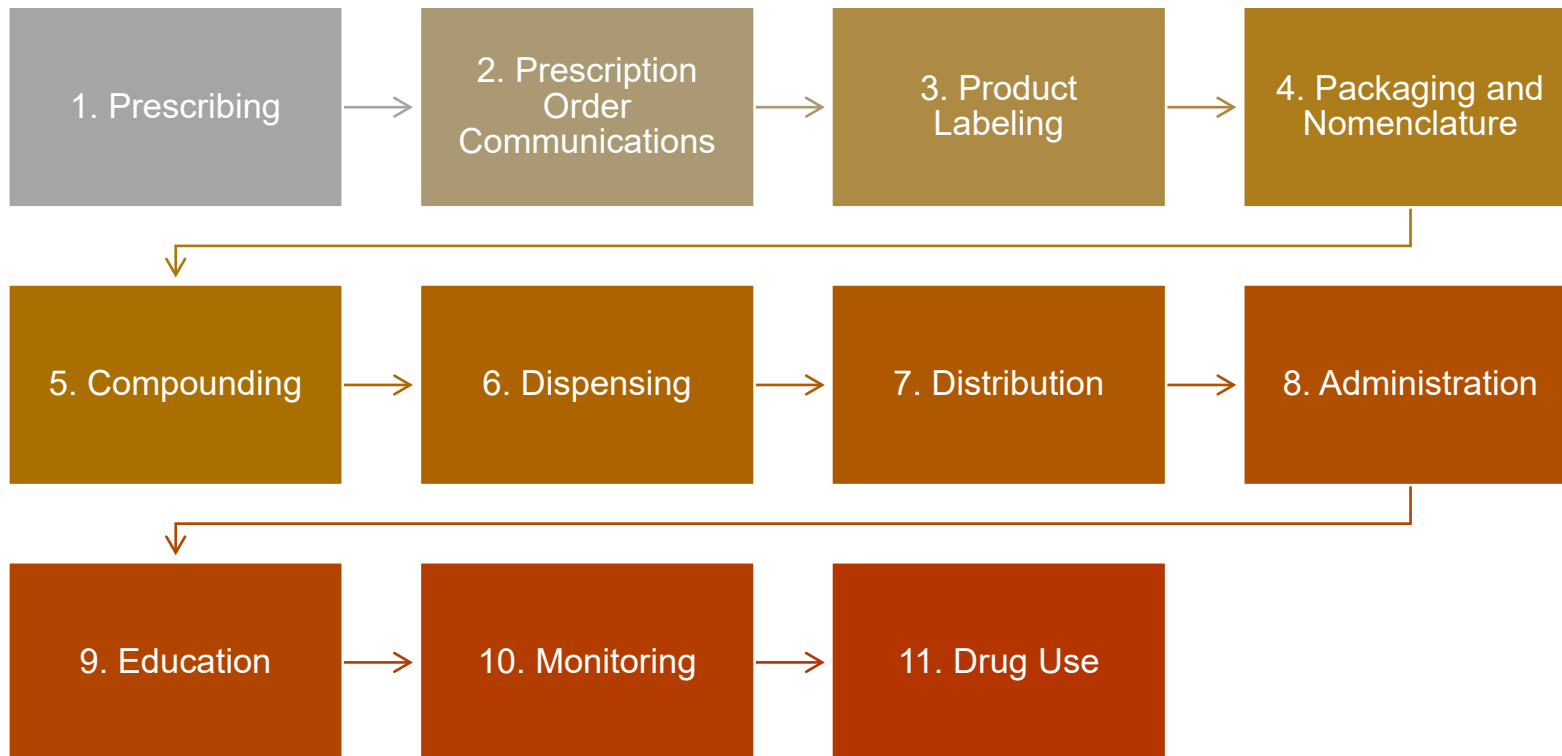 1. Prescribing
2. Prescription
Order
Communications
3. Product
Labeling
4. Packaging and
Nomenclature
5. Compounding
6. Dispensing
7. Distribution
8. Administration
9. Education
10. Monitoring
11. Drug Use